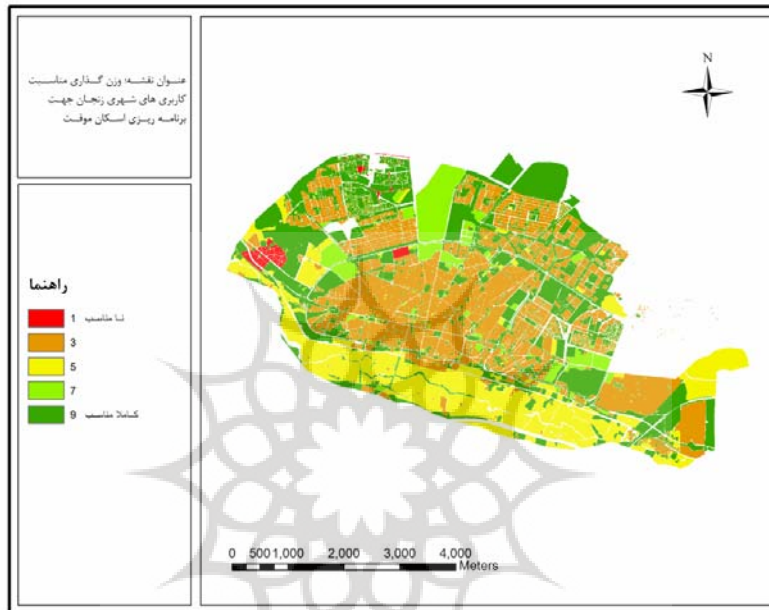 عنوان نقشه: وزن گذاری مناسبت
کاربری های شهری زنجان جهت
برنامه ریزی اسکان موقت
N
راهنما
1 نا مناسب
3
5
7
9 کاملا مناسب
0 500 1,000 2,000 3,000 4,000
Meters